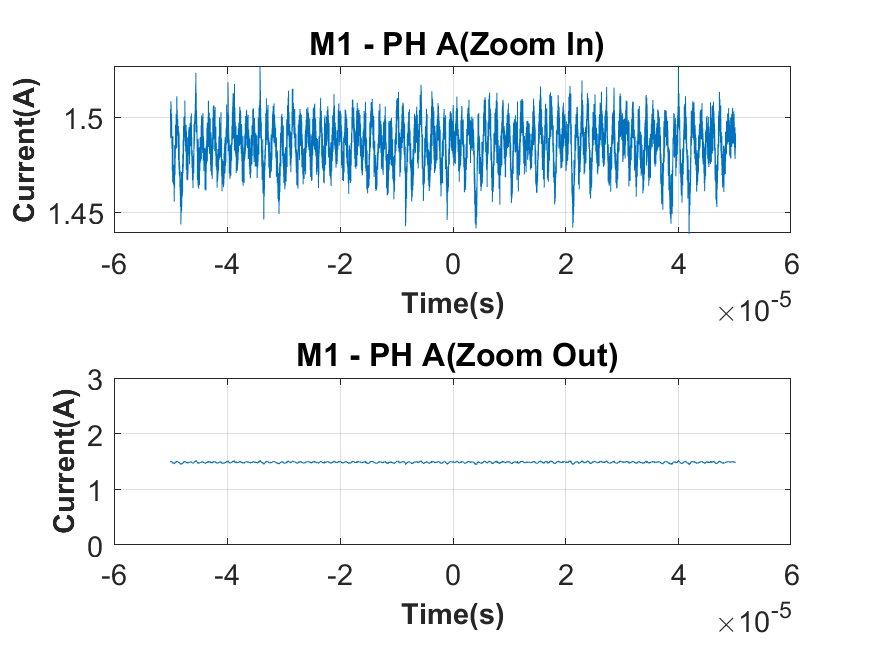 M1 - PH A(Zoom In)
Current(A)
1.5
1.45
-6 -4 -2 0 2 4 6
Time(s)
×10-5
M1 - PH A(Zoom Out)
Current(A)
3
2
1
0
-6 -4 -2 0 2 4 6
Time(s)
×10-5